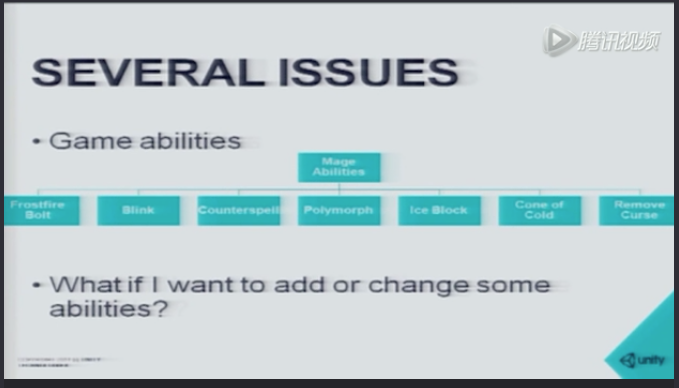 腾讯视频
SEVERAL ISSUES
• Game abilities
Mage
Abilities
Frostfire
Bolt
Blink
Counterspell
Polymorph
Ice Block
Cone of
Cold
Remove
Curse
• What if I want to add or change some
abilities?
unity